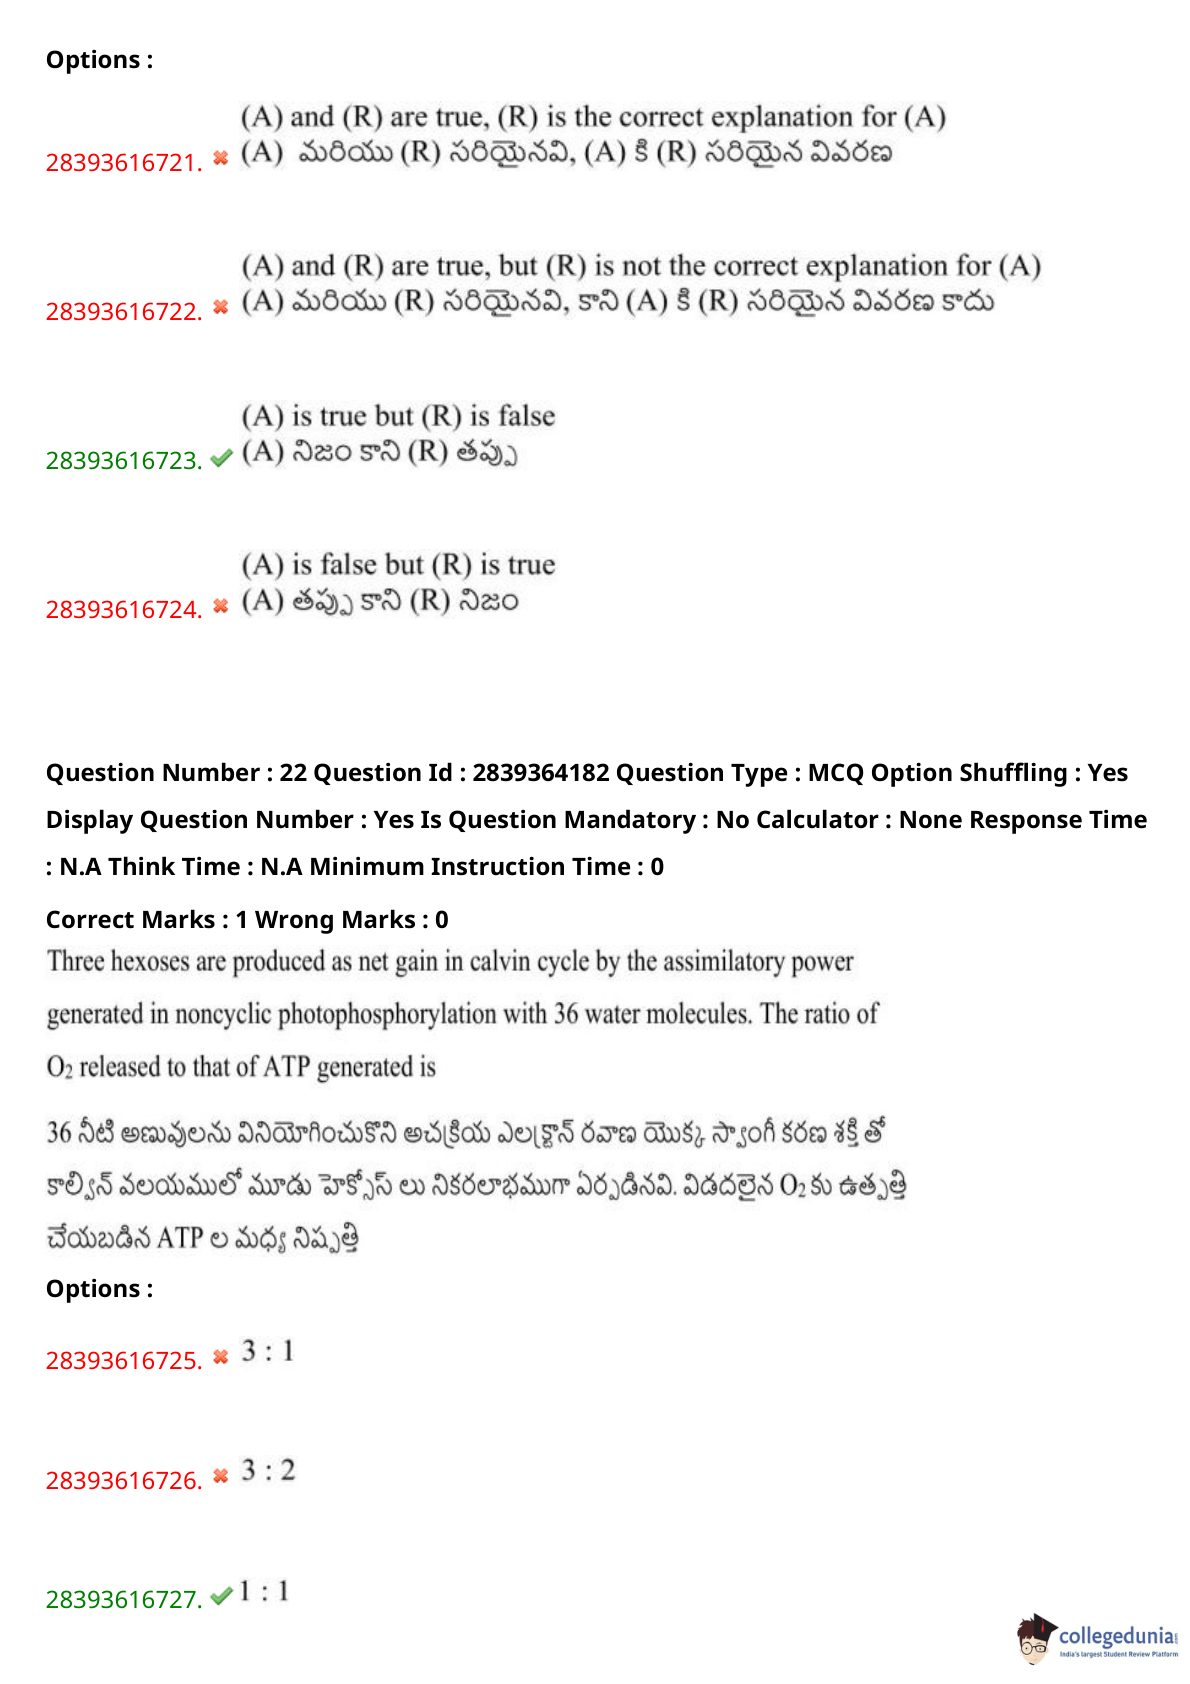 Options :
(A) and (R) are true, (R) is the correct explanation for (A)
28393616721. (A) మరియు (R) సరియైనవి, (A) కి (R) సరియైన వివరణ
(A) and (R) are true, but (R) is not the correct explanation for (A)
28393616722. (A) మరియు (R) సరియైనవి, కాని (A) కి (R) సరియైన వివరణ కాదు
(A) is true but (R) is false
28393616723. (A) నిజం కాని (R) తప్పు
(A) is false but (R) is true
28393616724. (A) తప్పు కాని (R) నిజం
Question Number : 22 Question Id : 2839364182 Question Type : MCQ Option Shuffling : Yes
Display Question Number : Yes Is Question Mandatory : No Calculator : None Response Time
: N.A Think Time : N.A Minimum Instruction Time : 0
Correct Marks : 1 Wrong Marks : 0
Three hexoses are produced as net gain in calvin cycle by the assimilatory power
generated in noncyclic photophosphorylation with 36 water molecules. The ratio of
O₂ released to that of ATP generated is
36 నీటి అణువులను వినియోగించుకొని అచక్రియ ఎలక్ట్రాన్ రవాణ యొక్క స్వాంగీ కరణ శక్తి తో
కాల్విన్ వలయములో మూడు హెక్సోస్ లు నికరలాభముగా ఏర్పడినవి. విడదలైన O₂ కు ఉత్పత్తి
చేయబడిన ATP ల మధ్య నిష్పత్తి
Options :
28393616725. 3 : 1
28393616726. 3 : 2
28393616727. 1 : 1
collegedunia
India's largest Student Review Platform